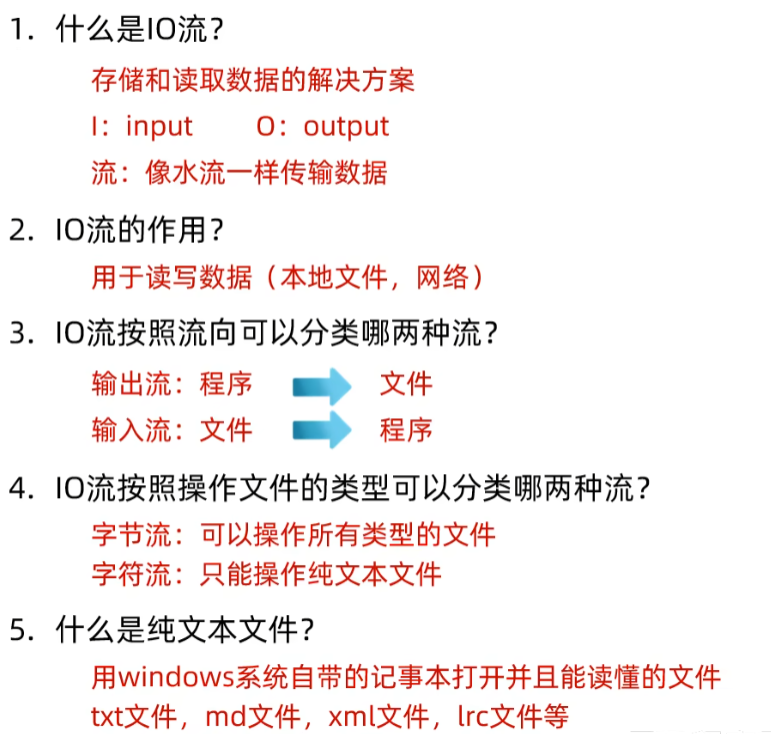 1. 什么是IO流？
存储和读取数据的解决方案
I：input O：output
流：像水流一样传输数据
2. IO流的作用？
用于读写数据（本地文件，网络）
3. IO流按照流向可以分类哪两种流？
输出流：程序 文件
输入流：文件 程序
4. IO流按照操作文件的类型可以分类哪两种流？
字节流：可以操作所有类型的文件
字符流：只能操作纯文本文件
5. 什么是纯文本文件？
用windows系统自带的记事本打开并且能读懂的文件
txt文件，md文件，xml文件，lrc文件等